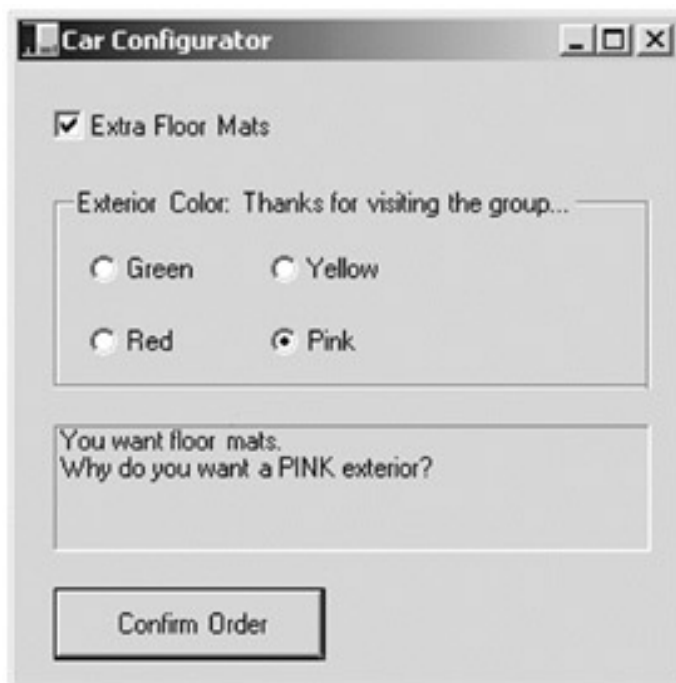 Car Configurator
Extra Floor Mats
Exterior Color: Thanks for visiting the group...
Green Yellow
Red Pink
You want floor mats.
Why do you want a PINK exterior?
Confirm Order